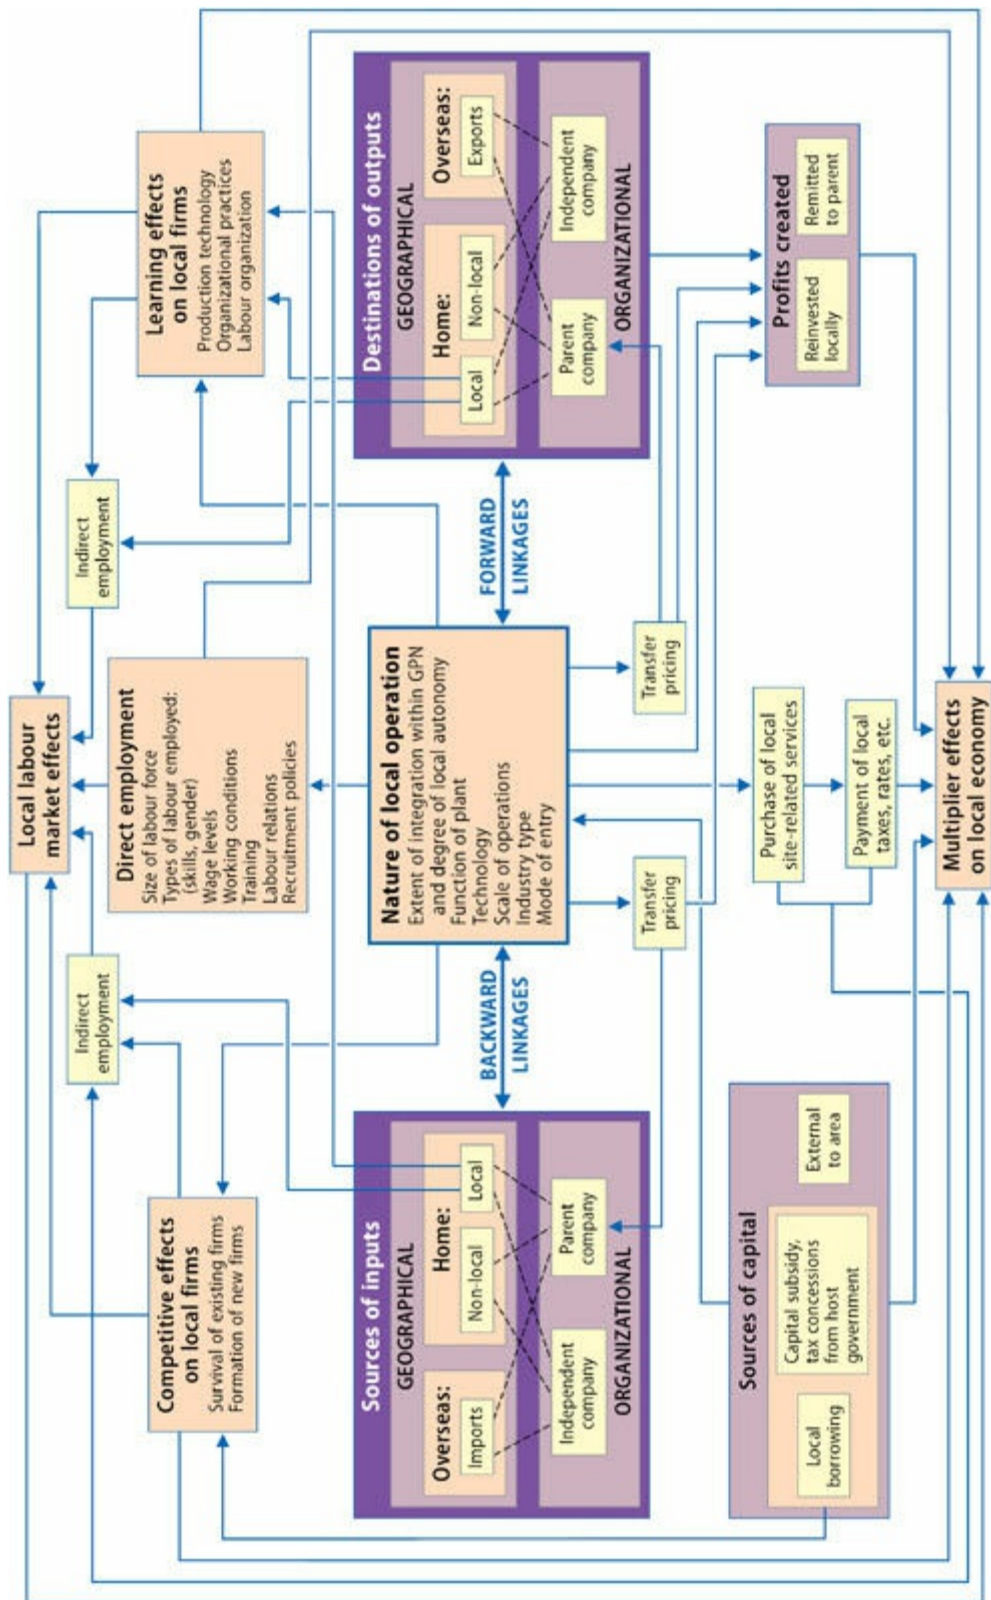 Local labour
market effects
Indirect
employment
Indirect
employment
Competitive effects
on local firms
Survival of existing firms
Formation of new firms
Direct employment
Size of labour force
Types of labour employed:
(skills, gender)
Wage levels
Working conditions
Training
Labour relations
Recruitment policies
Learning effects
on local firms
Production technology
Organizational practices
Labour organization
Sources of inputs
GEOGRAPHICAL
Overseas:
Imports
Home:
Non-local
Local
Independent
company
Parent
company
ORGANIZATIONAL
BACKWARD
LINKAGES
Nature of local operation
Extent of integration within GPN
and degree of local autonomy
Function of plant
Technology
Scale of operations
Industry type
Mode of entry
FORWARD
LINKAGES
Destinations of outputs
GEOGRAPHICAL
Home:
Local
Non-local
Overseas:
Exports
Parent
company
Independent
company
ORGANIZATIONAL
Transfer
pricing
Transfer
pricing
Sources of capital
Local
borrowing
Capital subsidy,
tax concessions
from host
government
External
to area
Purchase of local
site-related services
Payment of local
taxes, rates, etc.
Profits created
Reinvested
locally
Remitted
to parent
Multiplier effects
on local economy